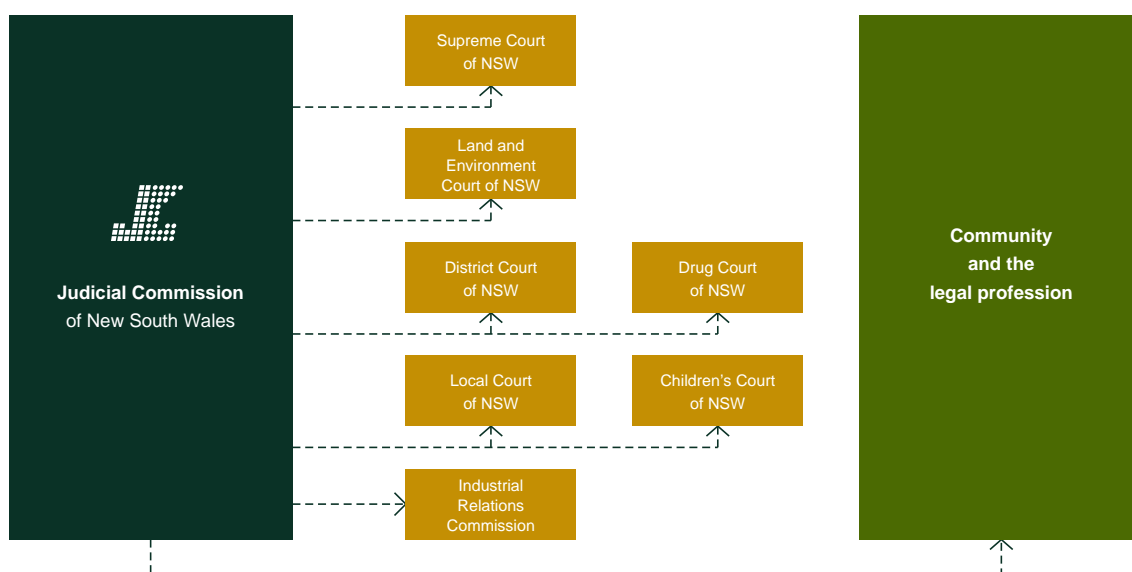 Judicial Commission
of New South Wales
Supreme Court
of NSW
Land and
Environment
Court of NSW
District Court
of NSW
Drug Court
of NSW
Local Court
of NSW
Children’s Court
of NSW
Industrial
Relations
Commission
Community
and the
legal profession